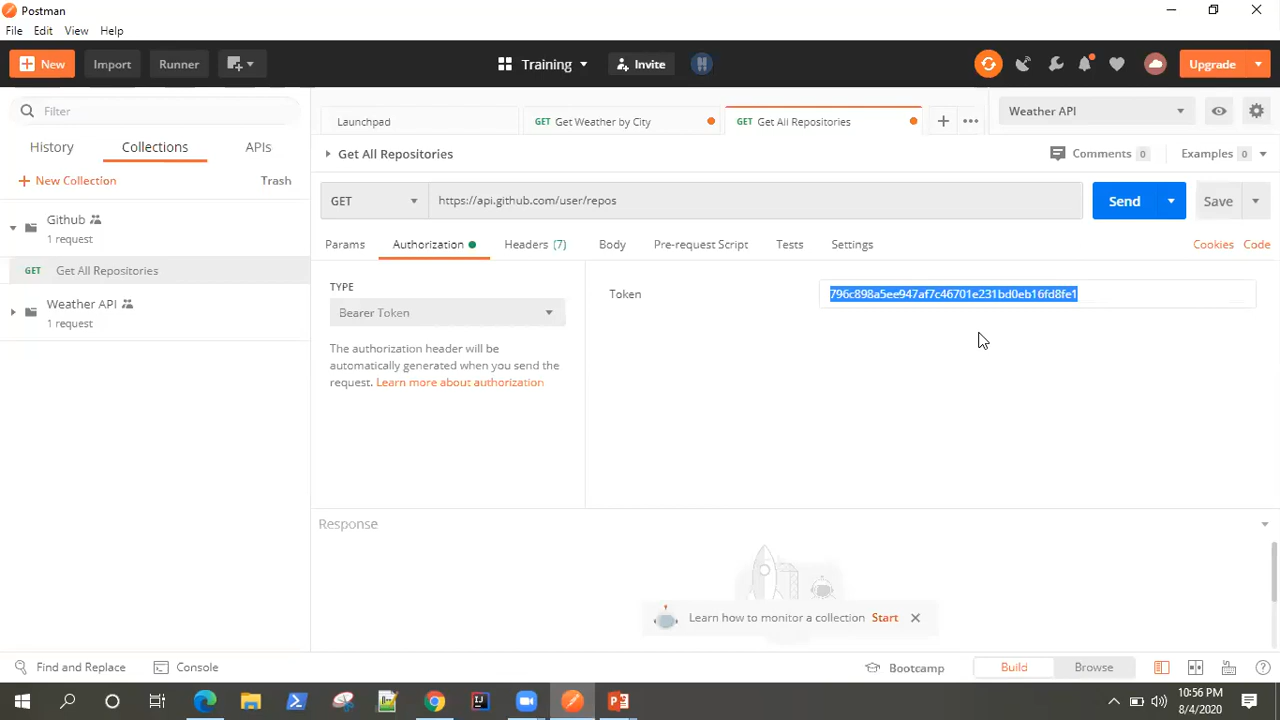 Postman
File Edit View Help
New Import Runner Training Invite Upgrade
Filter
Launchpad GET Get Weather by City GET Get All Repositories Weather API
History Collections APIs
Get All Repositories Comments 0 Examples 0
New Collection Trash
GET https://api.github.com/user/repos Send Save
Github
1 request
Params Authorization Headers (7) Body Pre-request Script Tests Settings Cookies Code
GET Get All Repositories
TYPE
Token 796c898a5ee947af7c46701e231bd0eb16fd8fe1
Weather API
1 request
Bearer Token
The authorization header will be
automatically generated when you send the
request. Learn more about authorization
Response
Learn how to monitor a collection Start
Find and Replace Console Bootcamp Build Browse
10:56 PM
8/4/2020